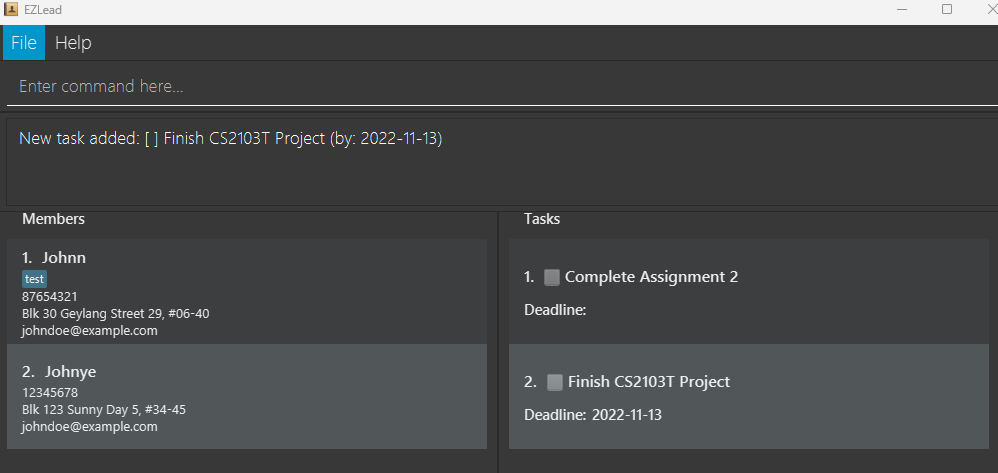 EZLead
File Help
Enter command here...
New task added: [ ] Finish CS2103T Project (by: 2022-11-13)
Members
1. Johnn
test
87654321
Blk 30 Geylang Street 29, #06-40
johndoe@example.com
2. Johnye
12345678
Blk 123 Sunny Day 5, #34-45
johndoe@example.com
Tasks
1. Complete Assignment 2
Deadline:
2. Finish CS2103T Project
Deadline: 2022-11-13